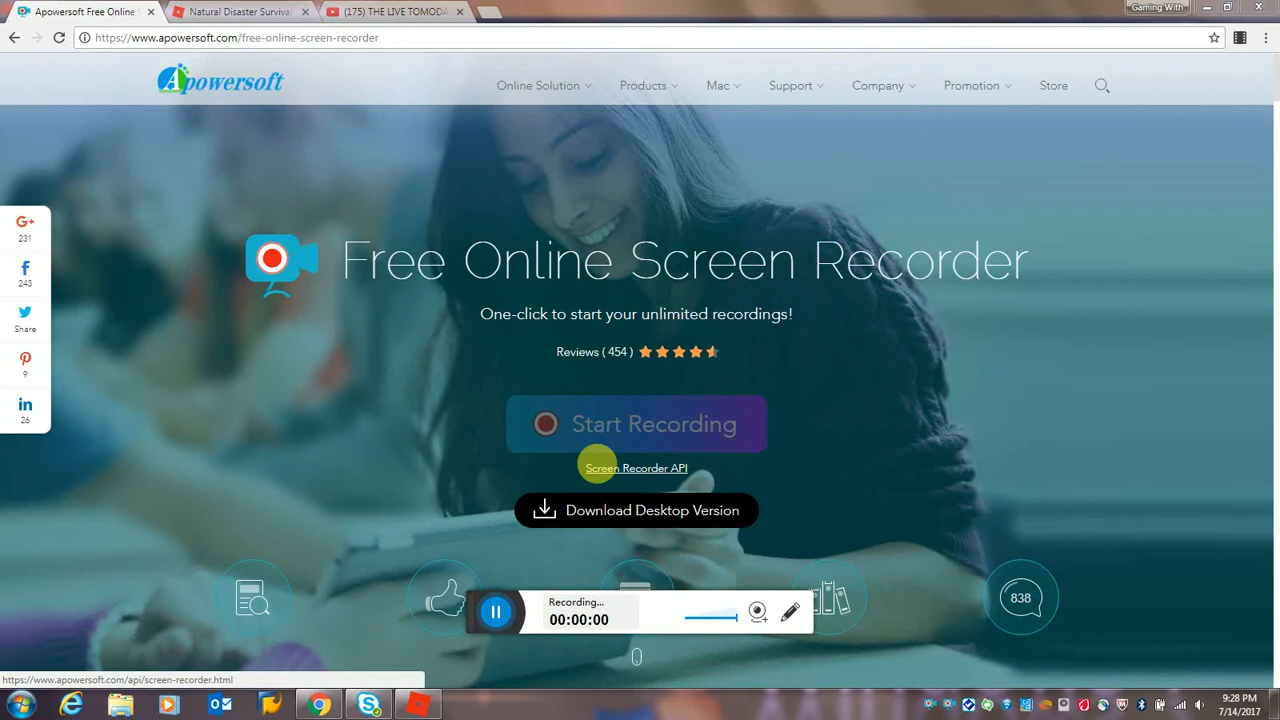 Apowersoft Free Online
Natural Disaster Survival
(175) THE LIVE TOMODA
Gaming With
https://www.apowersoft.com/free-online-screen-recorder
Apowersoft
Online Solution
Products
Mac
Support
Company
Promotion
Store
G+
231
243
Share
9
in
26
Free Online Screen Recorder
One-click to start your unlimited recordings!
Reviews ( 454 )
Start Recording
Screen Recorder API
Download Desktop Version
838
Recording...
00:00:00
https://www.apowersoft.com/api/screen-recorder.html
9:28 PM
7/14/2017